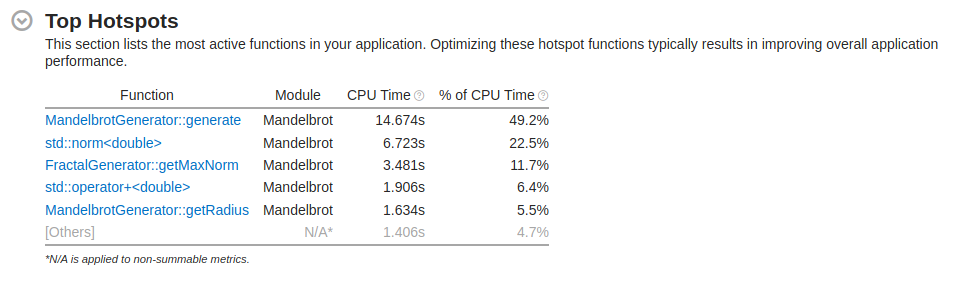 Top Hotspots
This section lists the most active functions in your application. Optimizing these hotspot functions typically results in improving overall application
performance.
Function Module CPU Time % of CPU Time
MandelbrotGenerator::generate Mandelbrot 14.674s 49.2%
std::norm<double> Mandelbrot 6.723s 22.5%
FractalGenerator::getMaxNorm Mandelbrot 3.481s 11.7%
std::operator+<double> Mandelbrot 1.906s 6.4%
MandelbrotGenerator::getRadius Mandelbrot 1.634s 5.5%
[Others] N/A* 1.406s 4.7%
*N/A is applied to non-summable metrics.